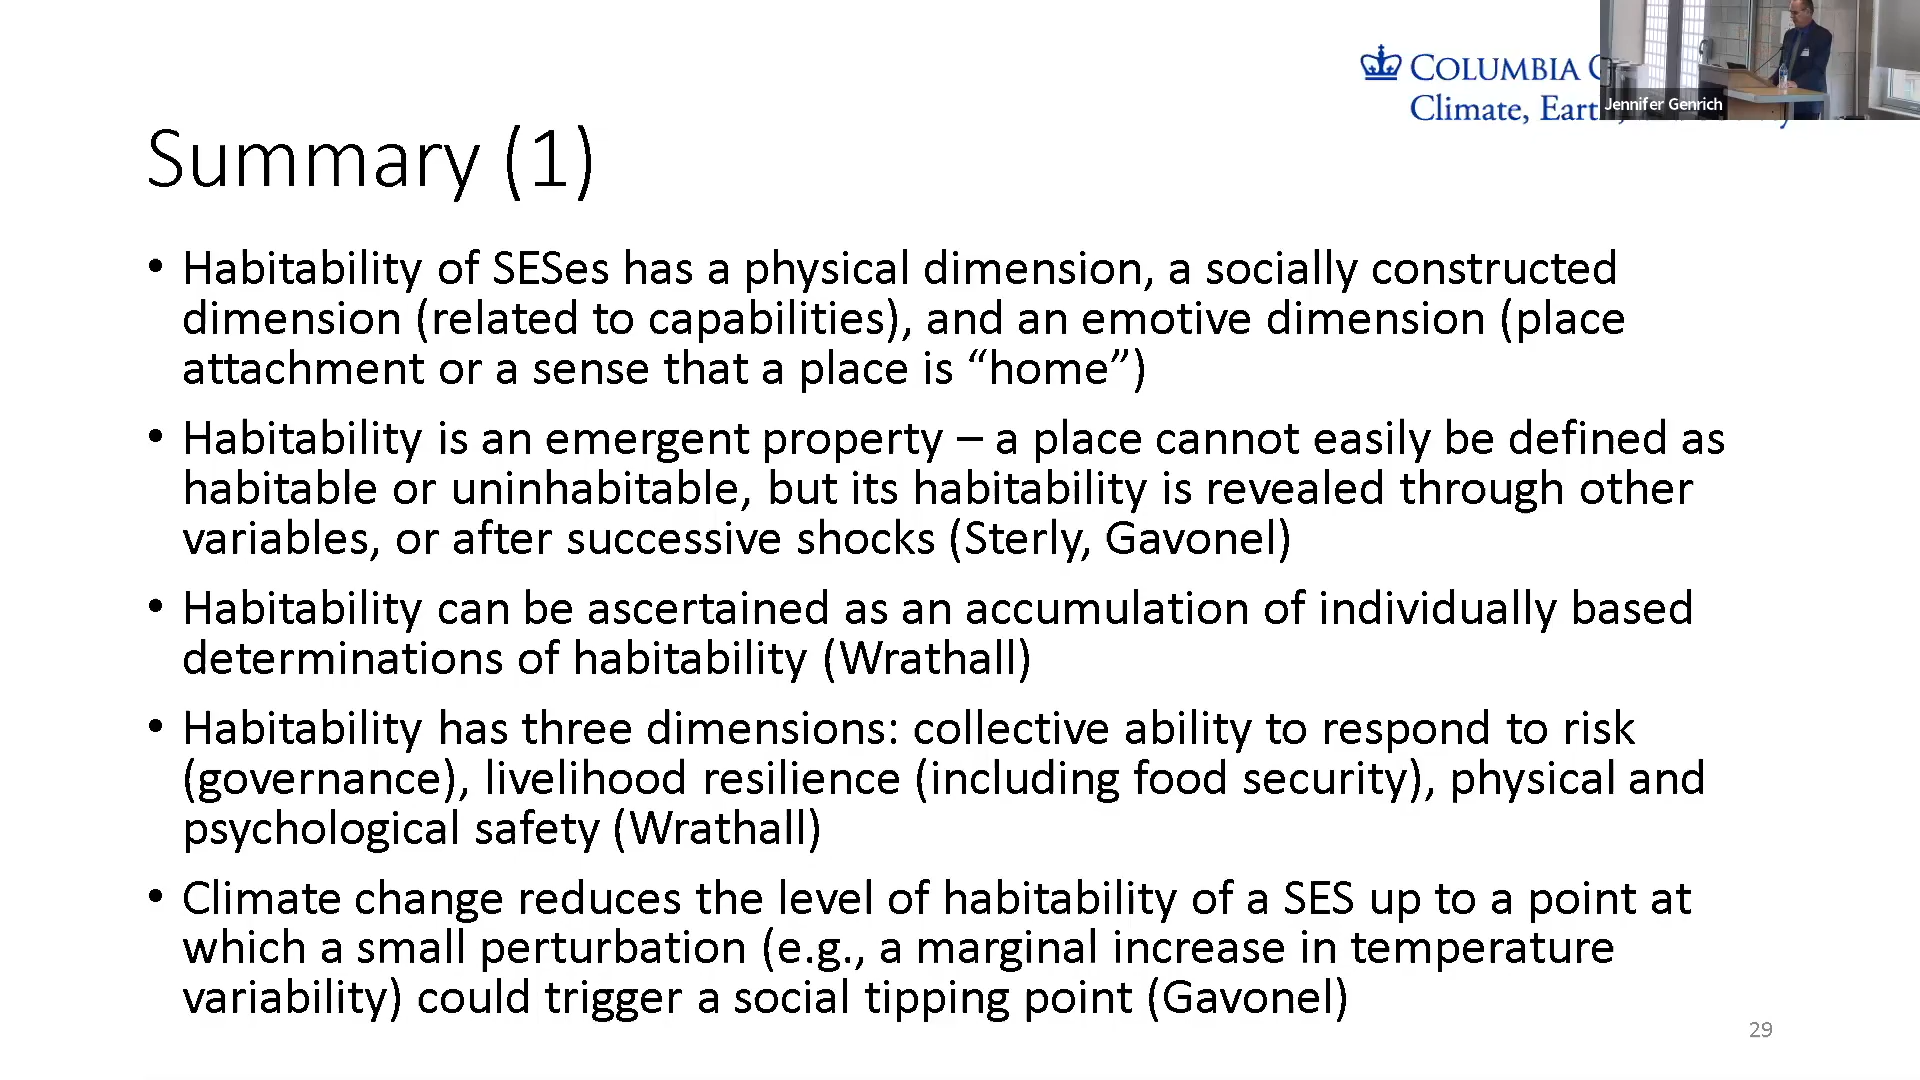 COLUMBIA
Climate, Eart
Jennifer Genrich
Summary (1)
• Habitability of SESes has a physical dimension, a socially constructed
dimension (related to capabilities), and an emotive dimension (place
attachment or a sense that a place is “home”)
• Habitability is an emergent property – a place cannot easily be defined as
habitable or uninhabitable, but its habitability is revealed through other
variables, or after successive shocks (Sterly, Gavonel)
• Habitability can be ascertained as an accumulation of individually based
determinations of habitability (Wrathall)
• Habitability has three dimensions: collective ability to respond to risk
(governance), livelihood resilience (including food security), physical and
psychological safety (Wrathall)
• Climate change reduces the level of habitability of a SES up to a point at
which a small perturbation (e.g., a marginal increase in temperature
variability) could trigger a social tipping point (Gavonel)
29